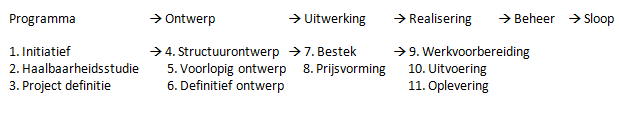 Programma → Ontwerp → Uitwerking → Realisering → Beheer → Sloop
1. Initiatief → 4. Structuurontwerp → 7. Bestek → 9. Werkvoorbereiding
2. Haalbaarheidsstudie 5. Voorlopig ontwerp 8. Prijsvorming 10. Uitvoering
3. Project definitie 6. Definitief ontwerp 11. Oplevering